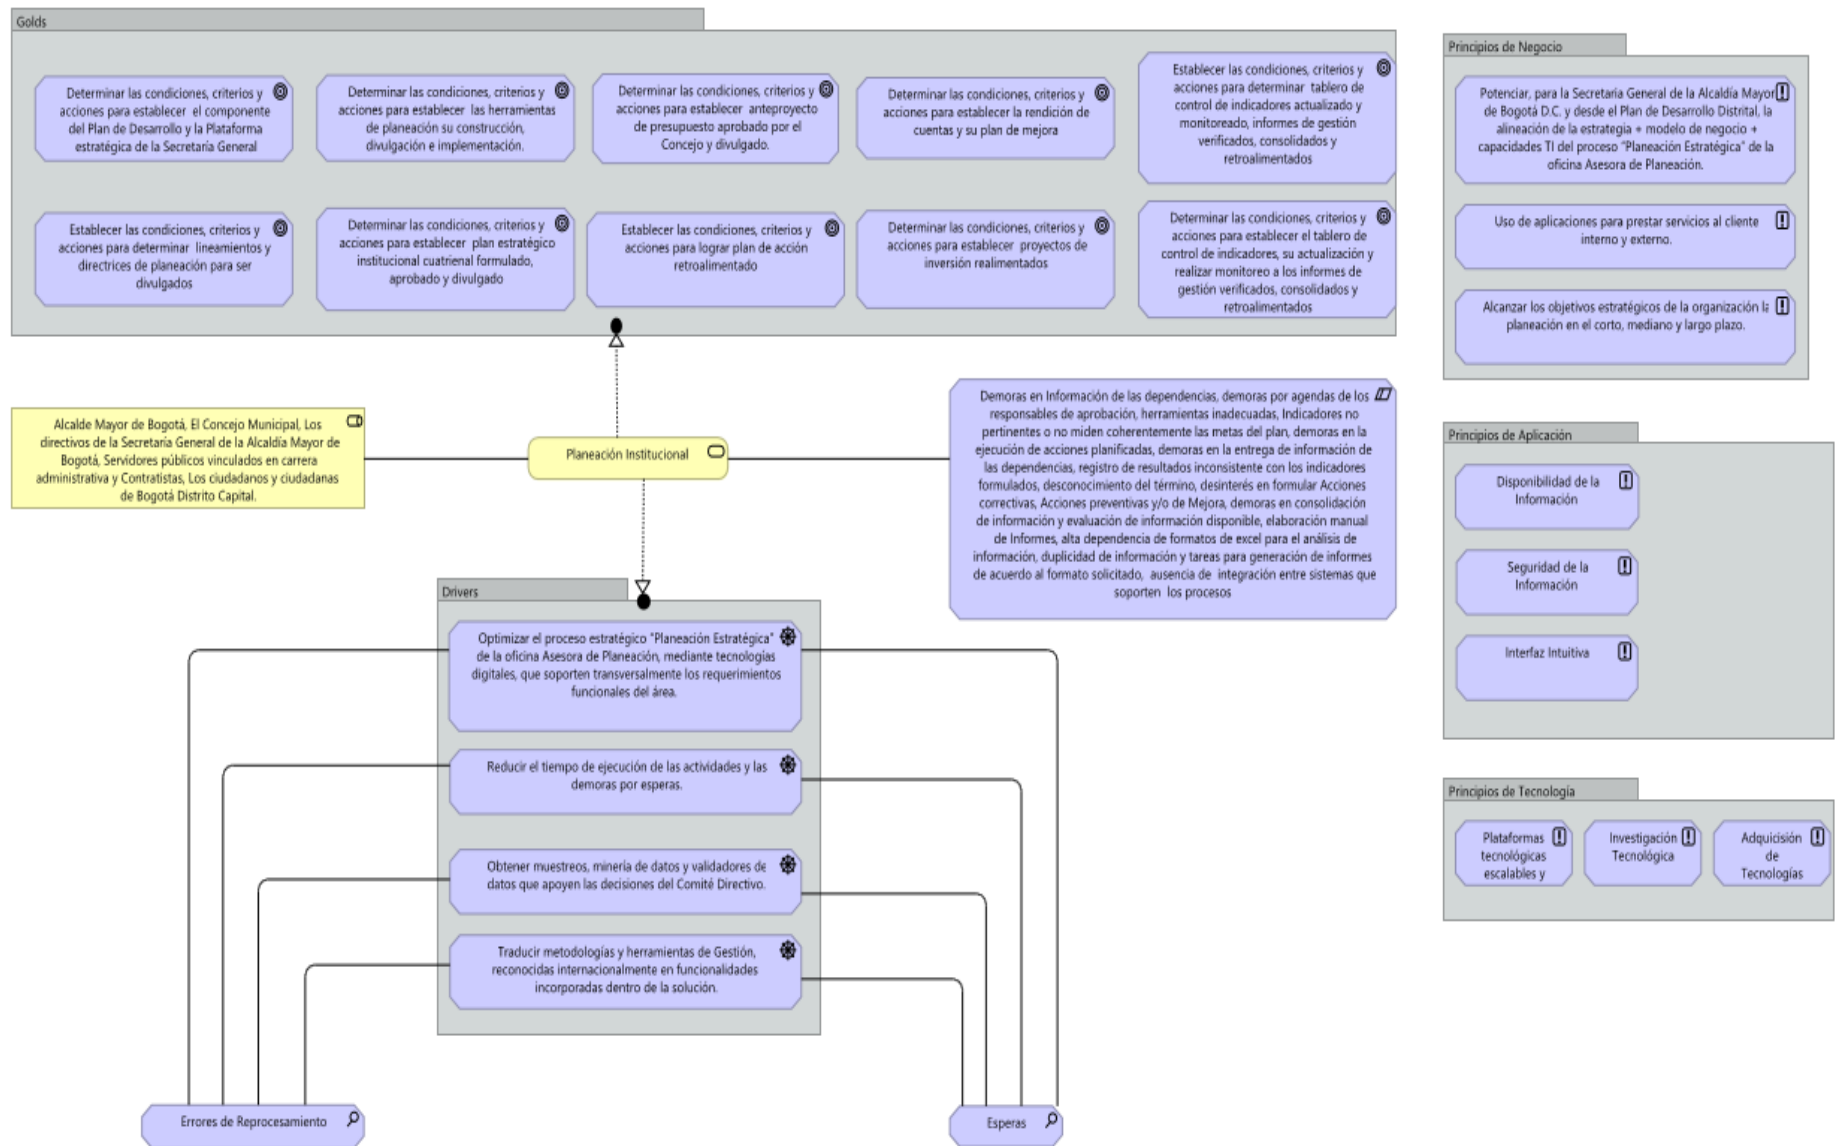 Golds
Determinar las condiciones, criterios y
acciones para establecer el componente
del Plan de Desarrollo y la Plataforma
estratégica de la Secretaría General
Determinar las condiciones, criterios y
acciones para establecer las herramientas
de planeación su construcción,
divulgación e implementación.
Determinar las condiciones, criterios y
acciones para establecer anteproyecto
de presupuesto aprobado por el
Concejo y divulgado.
Determinar las condiciones, criterios y
acciones para establecer la rendición de
cuentas y su plan de mejora
Establecer las condiciones, criterios y
acciones para determinar tablero de
control de indicadores actualizado y
monitoreado, informes de gestión
verificados, consolidados y
retroalimentados
Establecer las condiciones, criterios y
acciones para determinar lineamientos y
directrices de planeación para ser
divulgados
Determinar las condiciones, criterios y
acciones para establecer plan estratégico
institucional cuatrienal formulado,
aprobado y divulgado
Establecer las condiciones, criterios y
acciones para lograr plan de acción
retroalimentado
Determinar las condiciones, criterios y
acciones para establecer proyectos de
inversión realimentados
Determinar las condiciones, criterios y
acciones para establecer el tablero de
control de indicadores, su actualización y
realizar monitoreo a los informes de
gestión verificados, consolidados y
retroalimentados
Alcalde Mayor de Bogotá, El Concejo Municipal, Los
directivos de la Secretaría General de la Alcaldía Mayor de
Bogotá, Servidores públicos vinculados en carrera
administrativa y Contratistas, Los ciudadanos y ciudadanas
de Bogotá Distrito Capital.
Planeación Institucional
Demoras en Información de las dependencias, demoras por agendas de los
responsables de aprobación, herramientas inadecuadas, Indicadores no
pertinentes o no miden coherentemente las metas del plan, demoras en la
ejecución de acciones planificadas, demoras en la entrega de información de
las dependencias, registro de resultados inconsistente con los indicadores
formulados, desconocimiento del término, desinterés en formular Acciones
correctivas, Acciones preventivas y/o de Mejora, demoras en consolidación
de información y evaluación de información disponible, elaboración manual
de Informes, alta dependencia de formatos de excel para el análisis de
información, duplicidad de información y tareas para generación de informes
de acuerdo al formato solicitado, ausencia de integración entre sistemas que
soporten los procesos
Drivers
Optimizar el proceso estratégico "Planeación Estratégica"
de la oficina Asesora de Planeación, mediante tecnologías
digitales, que soporten transversalmente los requerimientos
funcionales del área.
Reducir el tiempo de ejecución de las actividades y las
demoras por esperas.
Obtener muestreos, minería de datos y validadores de
datos que apoyen las decisiones del Comité Directivo.
Traducir metodologías y herramientas de Gestión,
reconocidas internacionalmente en funcionalidades
incorporadas dentro de la solución.
Errores de Reprocesamiento
Esperas
Principios de Negocio
Potenciar, para la Secretaria General de la Alcaldía Mayor
de Bogotá D.C. y desde el Plan de Desarrollo Distrital, la
alineación de la estrategia + modelo de negocio +
capacidades TI del proceso "Planeación Estratégica" de la
oficina Asesora de Planeación.
Uso de aplicaciones para prestar servicios al cliente
interno y externo.
Alcanzar los objetivos estratégicos de la organización la
planeación en el corto, mediano y largo plazo.
Principios de Aplicación
Disponibilidad de la
Información
Seguridad de la
Información
Interfaz Intuitiva
Principios de Tecnología
Plataformas
tecnológicas
escalables y
Investigación
Tecnológica
Adquicisión
de
Tecnologías